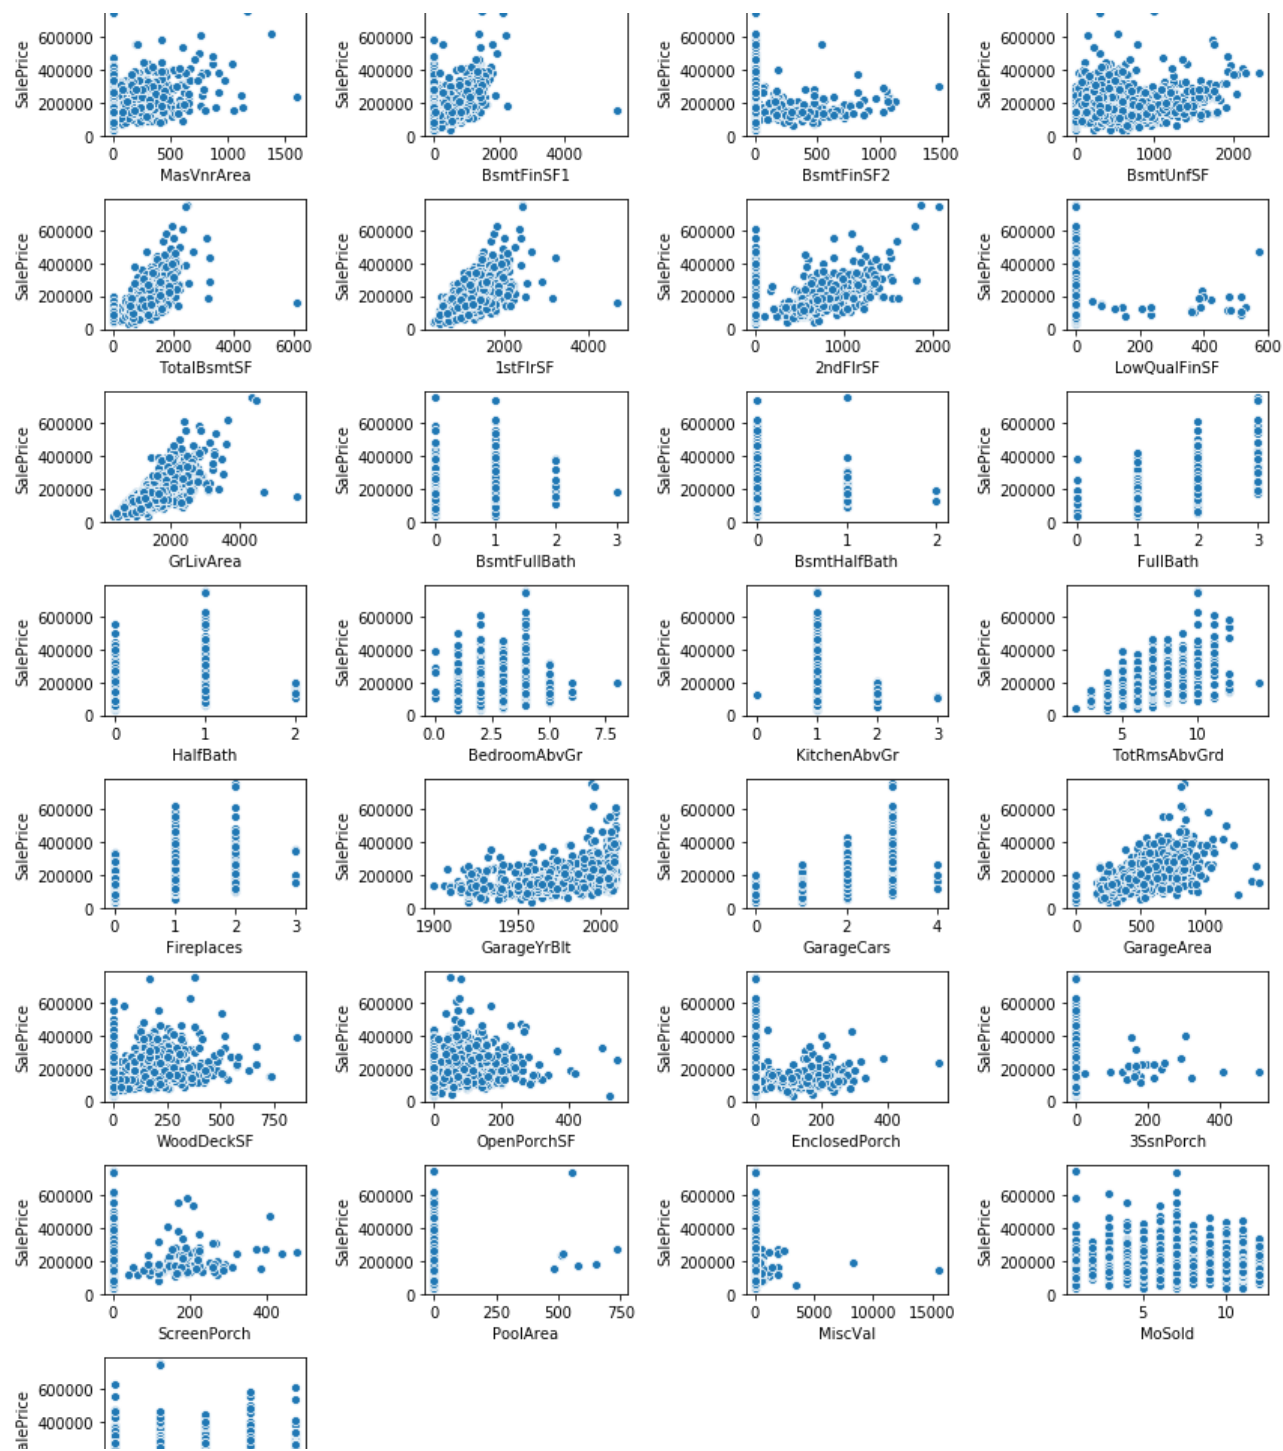 SalePrice
600000
400000
200000
0
0 500 1000 1500
MasVnrArea
SalePrice
600000
400000
200000
0
0 2000 4000
BsmtFinSF1
SalePrice
600000
400000
200000
0
0 500 1000 1500
BsmtFinSF2
SalePrice
600000
400000
200000
0
0 1000 2000
BsmtUnfSF
SalePrice
600000
400000
200000
0
0 2000 4000 6000
TotalBsmtSF
SalePrice
600000
400000
200000
0
2000 4000
1stFlrSF
SalePrice
600000
400000
200000
0
0 1000 2000
2ndFlrSF
SalePrice
600000
400000
200000
0
0 200 400 600
LowQualFinSF
SalePrice
600000
400000
200000
0
2000 4000
GrLivArea
SalePrice
600000
400000
200000
0
0 1 2 3
BsmtFullBath
SalePrice
600000
400000
200000
0
0 1 2
BsmtHalfBath
SalePrice
600000
400000
200000
0
0 1 2 3
FullBath
SalePrice
600000
400000
200000
0
0 1 2
HalfBath
SalePrice
600000
400000
200000
0
0.0 2.5 5.0 7.5
BedroomAbvGr
SalePrice
600000
400000
200000
0
0 1 2 3
KitchenAbvGr
SalePrice
600000
400000
200000
0
5 10
TotRmsAbvGrd
SalePrice
600000
400000
200000
0
0 1 2 3
Fireplaces
SalePrice
600000
400000
200000
0
1900 1925 1950 1975 2000
GarageYrBlt
SalePrice
600000
400000
200000
0
0 2 4
GarageCars
SalePrice
600000
400000
200000
0
0 500 1000
GarageArea
SalePrice
600000
400000
200000
0
0 250 500 750
WoodDeckSF
SalePrice
600000
400000
200000
0
0 200 400
OpenPorchSF
SalePrice
600000
400000
200000
0
0 200 400
EnclosedPorch
SalePrice
600000
400000
200000
0
0 200 400
3SsnPorch
SalePrice
600000
400000
200000
0
0 200 400
ScreenPorch
SalePrice
600000
400000
200000
0
0 250 500 750
PoolArea
SalePrice
600000
400000
200000
0
0 5000 10000 15000
MiscVal
SalePrice
600000
400000
200000
0
5 10
MoSold
alePrice
600000
400000